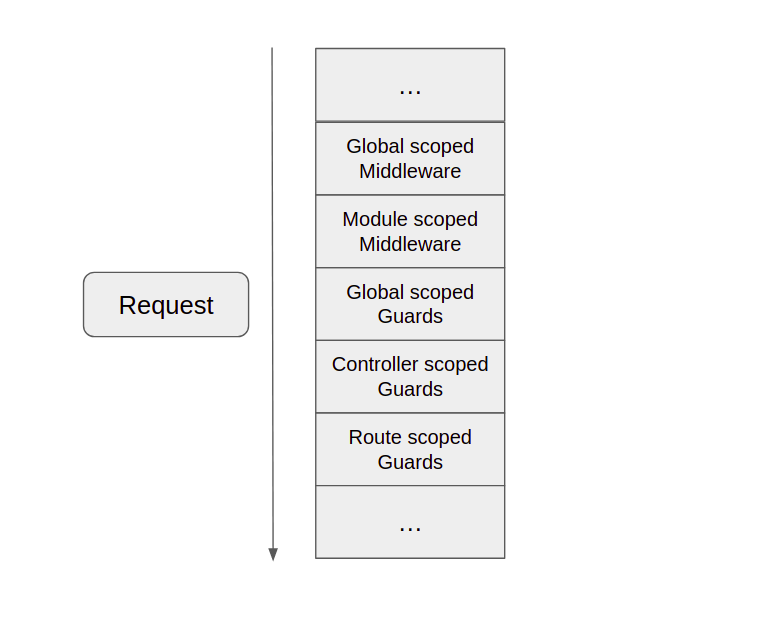 ...
Global scoped
Middleware
Module scoped
Middleware
Global scoped
Guards
Request
Controller scoped
Guards
Route scoped
Guards
...